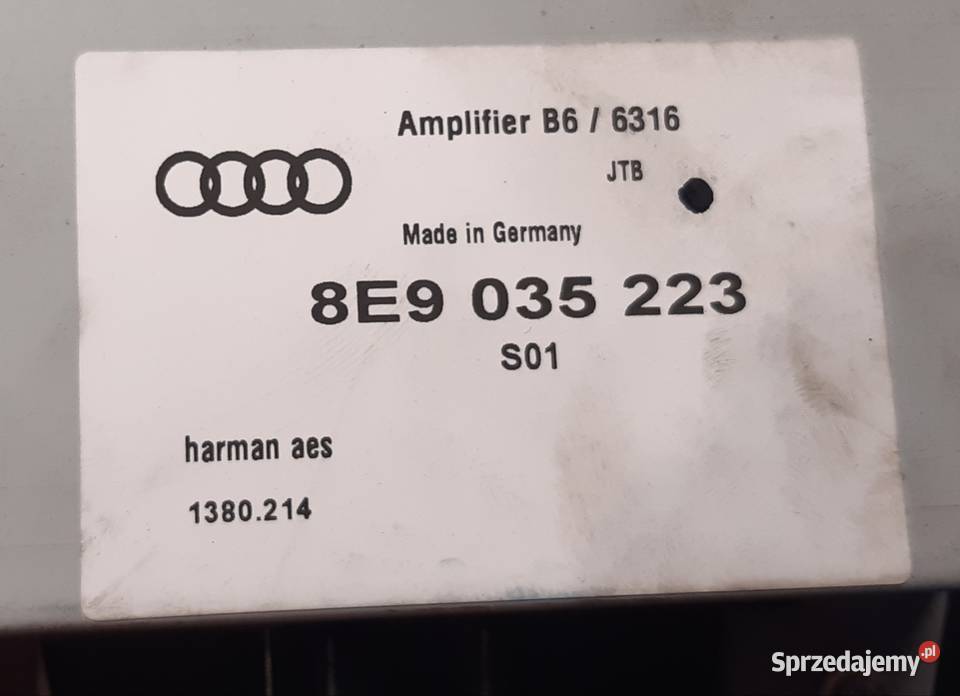 Amplifier B6 / 6316
JTB
Made in Germany
8E9 035 223
S01
harman aes
1380.214
Sprzedajemy.pl